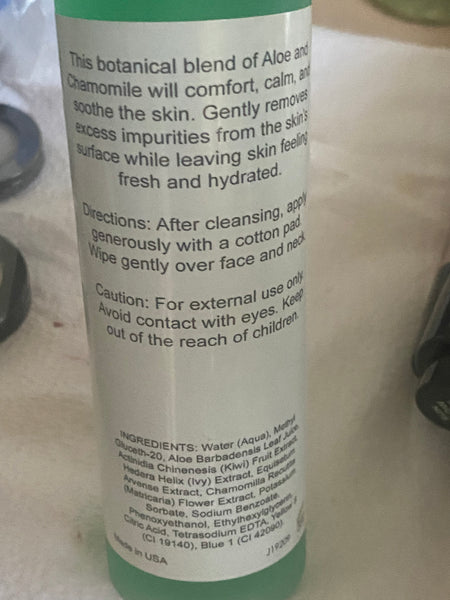 This botanical blend of Aloe and
Chamomile will comfort, calm, and
soothe the skin. Gently removes
excess impurities from the skin's
surface while leaving skin feeling
fresh and hydrated.
Directions: After cleansing, apply
generously with a cotton pad.
Wipe gently over face and neck.
Caution: For external use only.
Avoid contact with eyes. Keep
out of the reach of children.
INGREDIENTS: Water (Aqua), Methyl
Gluceth-20, Aloe Barbadensis Leaf Juice,
Actinidia Chinenesis (Kiwi) Fruit Extract,
Hedera Helix (Ivy) Extract, Equisetum
Arvense Extract, Chamomilla Recutita
(Matricaria) Flower Extract, Potassium
Sorbate, Sodium Benzoate,
Phenoxyethanol, Ethylhexylglycerin,
Citric Acid, Tetrasodium EDTA, Yellow 5
(CI 19140), Blue 1 (CI 42090).
Made in USA
J19206